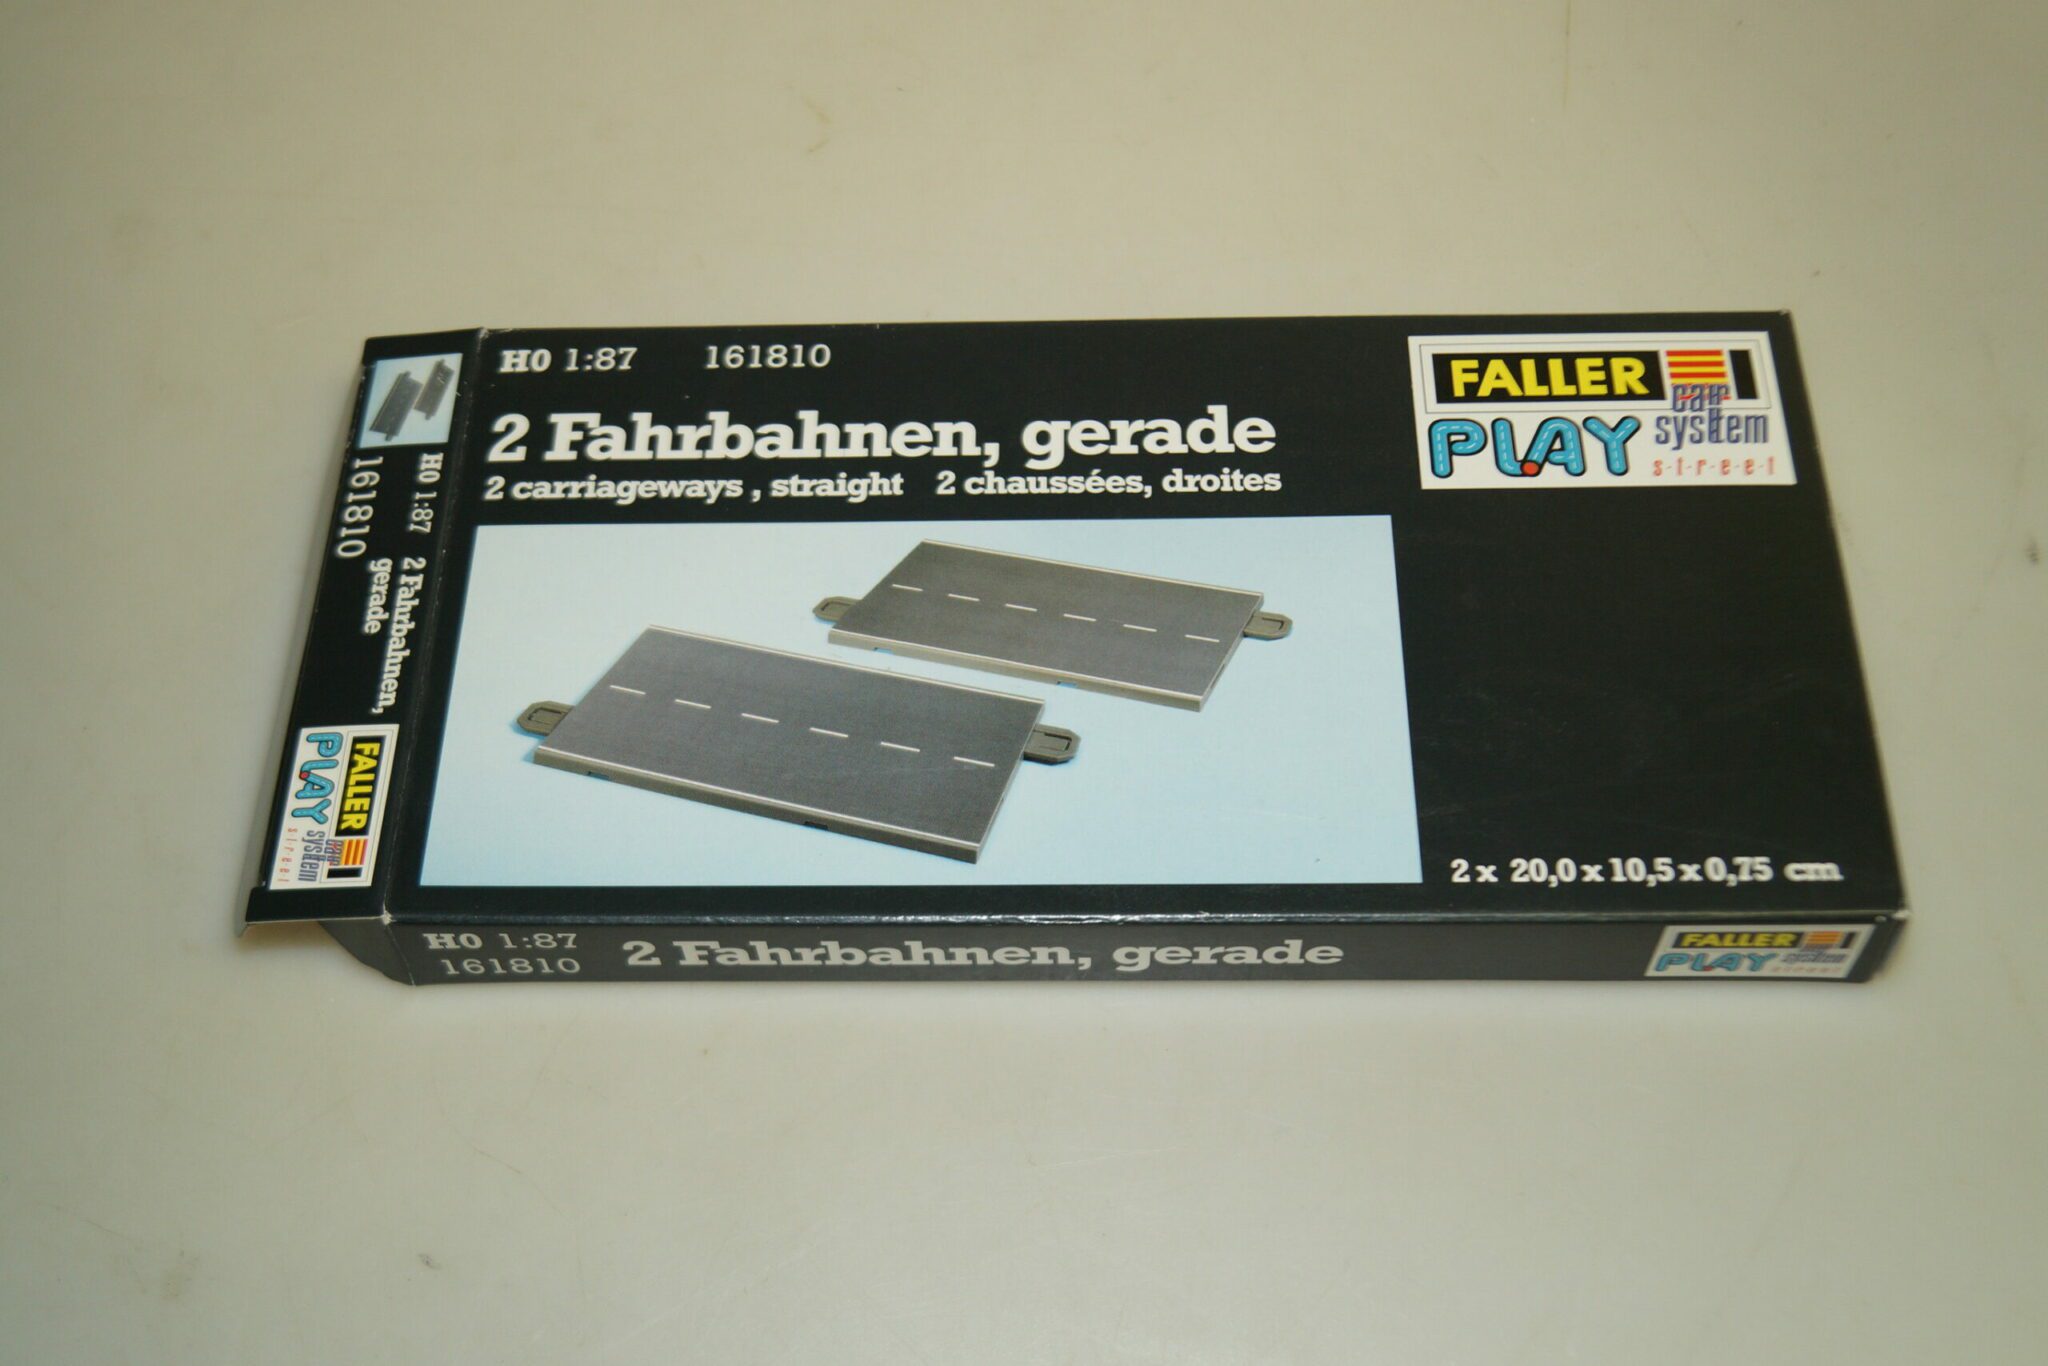 H0 1:87 161810
2 Fahrbahnen, gerade
2 carriageways , straight 2 chaussées, droites
FALLER
PLAY
car
system
s·t·r·e·e·t
2 x 20,0 x 10,5 x 0,75 cm
H0 1:87 2 Fahrbahnen,
161810 gerade
FALLER
PLAY
car
system
s·t·r·e·e·t
H0 1:87
161810
2 Fahrbahnen, gerade
FALLER
PLAY
car
system
street